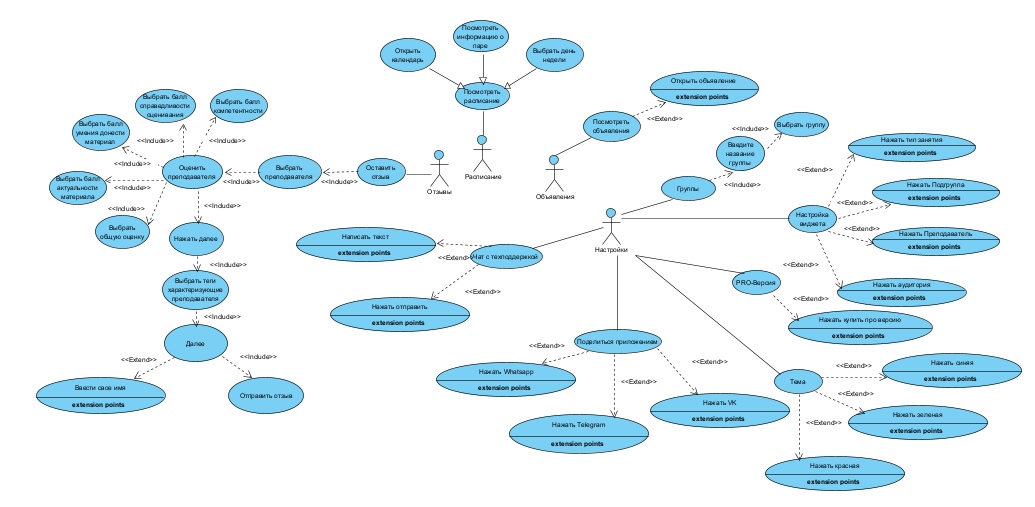 Посмотреть
информацию о
паре
Открыть
календарь
Выбрать день
недели
Посмотреть
расписание
Расписание
Открыть объявление
extension points
<<Extend>>
Посмотреть
объявления
Объявления
Выбрать балл
справедливости
оценивания
Выбрать балл
компетентности
Выбрать балл
умения донести
материал
<<Include>>
<<Include>>
<<Include>>
Оценить
преподавателя
<<Include>>
Выбрать
преподавателя
<<Include>>
Оставить
отзыв
Отзывы
Выбрать балл
актуальности
материала
<<Include>>
<<Include>>
Выбрать
общую оценку
<<Include>>
Нажать далее
<<Include>>
Выбрать теги
характеризующие
преподавателя
<<Include>>
Далее
<<Extend>>
<<Include>>
Ввести свое имя
extension points
Отправить отзыв
Выбрать группу
<<Include>>
Введите
название
группы
<<Include>>
Группы
Настройки
Нажать тип занятия
extension points
<<Extend>>
Нажать Подгруппа
extension points
<<Extend>>
Настройка
виджета
<<Extend>>
Нажать Преподаватель
extension points
<<Extend>>
Нажать аудитория
extension points
PRO-Версия
<<Extend>>
Нажать купить про версию
extension points
Написать текст
extension points
<<Extend>>
Чат с техподдержкой
<<Extend>>
Нажать отправить
extension points
Поделиться приложением
<<Extend>>
<<Extend>>
<<Extend>>
Нажать Whatsapp
extension points
Нажать Telegram
extension points
Нажать VK
extension points
Тема
<<Extend>>
<<Extend>>
<<Extend>>
Нажать синяя
extension points
Нажать зеленая
extension points
Нажать красная
extension points